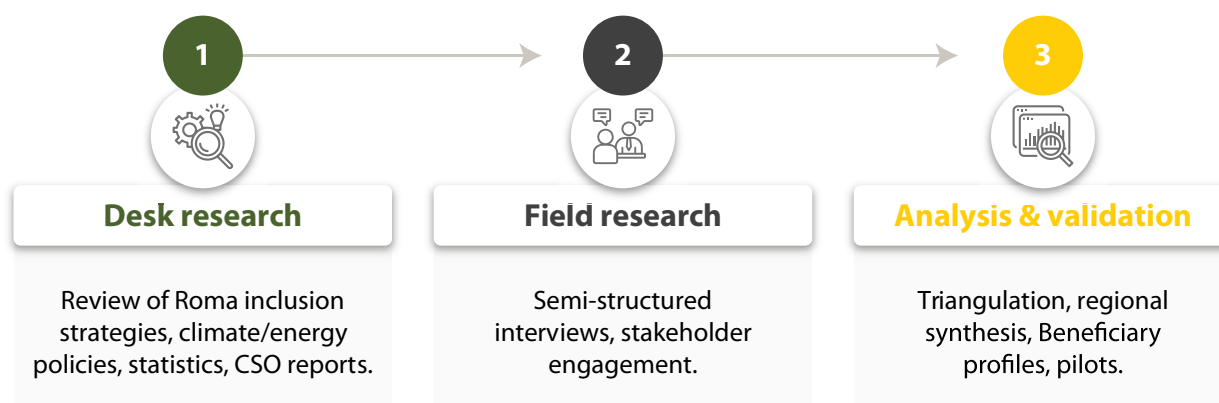 1
2
3
Desk research
Field research
Analysis & validation
Review of Roma inclusion
strategies, climate/energy
policies, statistics, CSO reports.
Semi-structured
interviews, stakeholder
engagement.
Triangulation, regional
synthesis, Beneficiary
profiles, pilots.